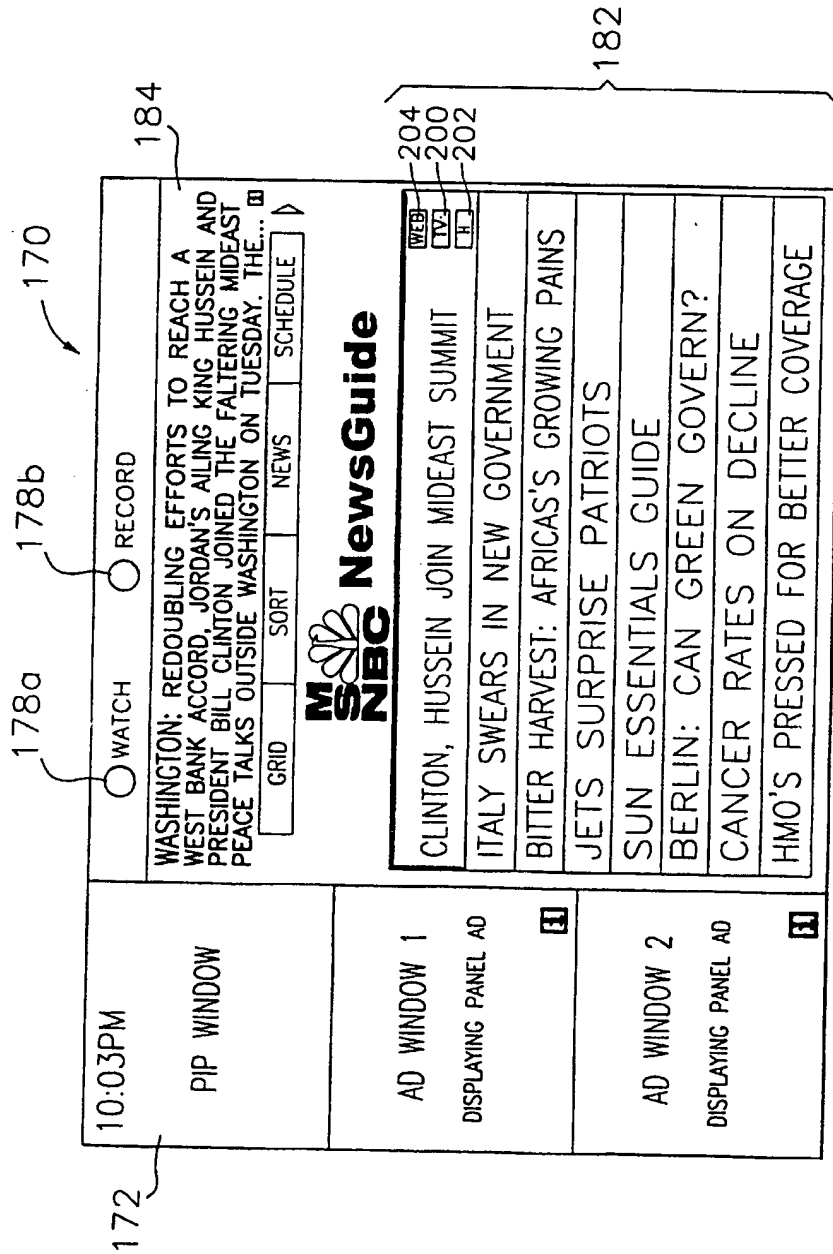 170
178a
178b
184
172
10:03PM
PIP WINDOW
WATCH
RECORD
WASHINGTON: REDOUBLING EFFORTS TO REACH A
WEST BANK ACCORD, JORDAN'S AILING KING HUSSEIN AND
PRESIDENT BILL CLINTON JOINED THE FALTERING MIDEAST
PEACE TALKS OUTSIDE WASHINGTON ON TUESDAY. THE... i
GRID SORT NEWS SCHEDULE
MSNBC NewsGuide
AD WINDOW 1
DISPLAYING PANEL AD
i
AD WINDOW 2
DISPLAYING PANEL AD
i
CLINTON, HUSSEIN JOIN MIDEAST SUMMIT
WEB 204
TV 200
H 202
ITALY SWEARS IN NEW GOVERNMENT
BITTER HARVEST: AFRICAS'S GROWING PAINS
JETS SURPRISE PATRIOTS
SUN ESSENTIALS GUIDE
BERLIN: CAN GREEN GOVERN?
CANCER RATES ON DECLINE
HMO'S PRESSED FOR BETTER COVERAGE
182